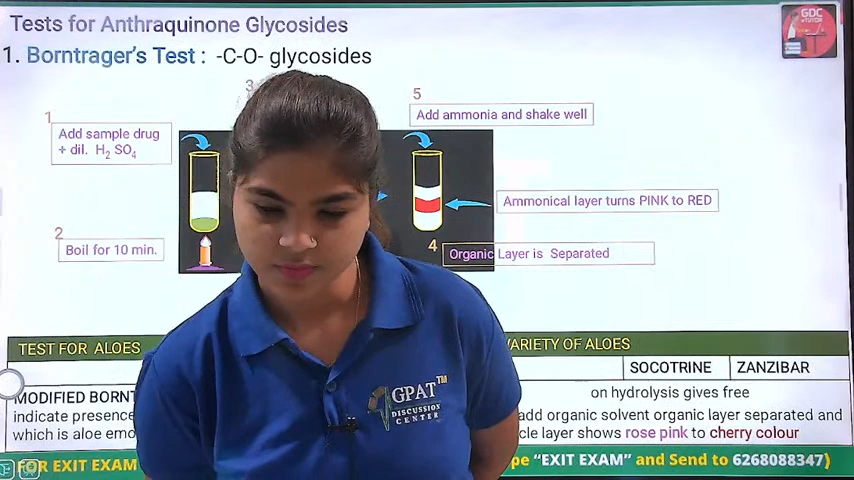 Tests for Anthraquinone Glycosides
GDC
eTUTOR
1. Borntrager's Test : -C-O- glycosides
3
5
Add ammonia and shake well
1
Add sample drug
+ dil. H2 SO4
Ammonical layer turns PINK to RED
2
Boil for 10 min.
4
Organic Layer is Separated
TEST FOR ALOES
VARIETY OF ALOES
SOCOTRINE
ZANZIBAR
MODIFIED BORNT
on hydrolysis gives free
indicate presence
add organic solvent organic layer separated and
which is aloe emo
cle layer shows rose pink to cherry colour
GPAT™
DISCUSSION
CENTER
FOR EXIT EXAM
pe "EXIT EXAM" and Send to 6268088347)